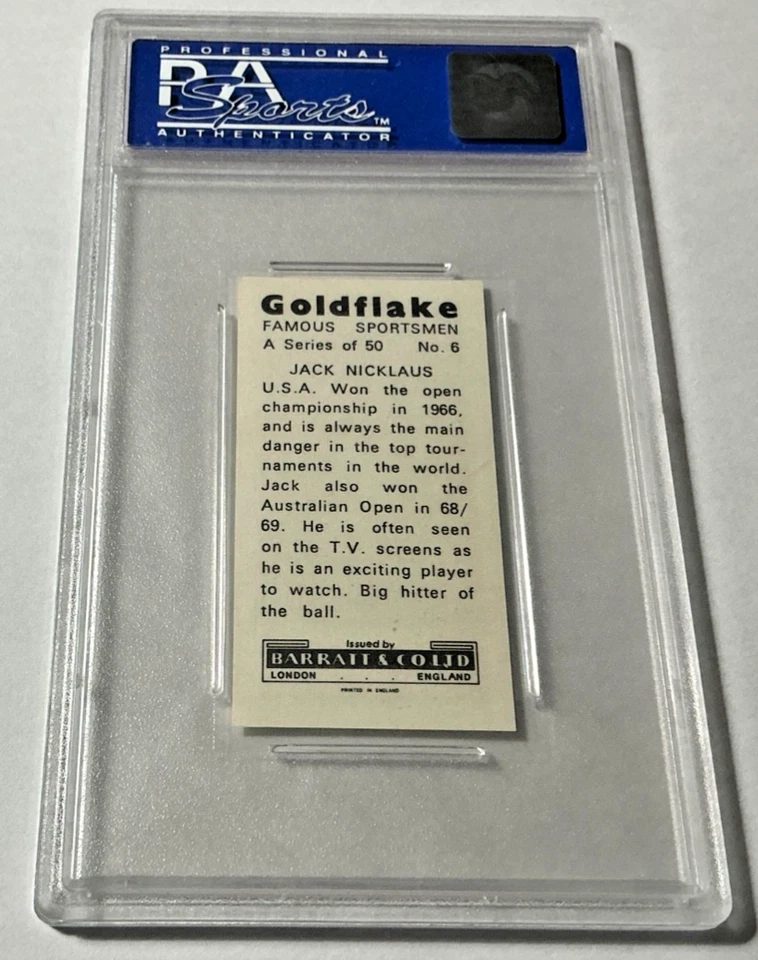 PROFESSIONAL
PSA
Sports TM
AUTHENTICATOR
Goldflake
FAMOUS SPORTSMEN
A Series of 50 No. 6
JACK NICKLAUS
U.S.A. Won the open
championship in 1966,
and is always the main
danger in the top tour-
naments in the world.
Jack also won the
Australian Open in 68/
69. He is often seen
on the T.V. screens as
he is an exciting player
to watch. Big hitter of
the ball.
Issued by
BARRATT & CO LTD
LONDON . . . ENGLAND
PRINTED IN ENGLAND